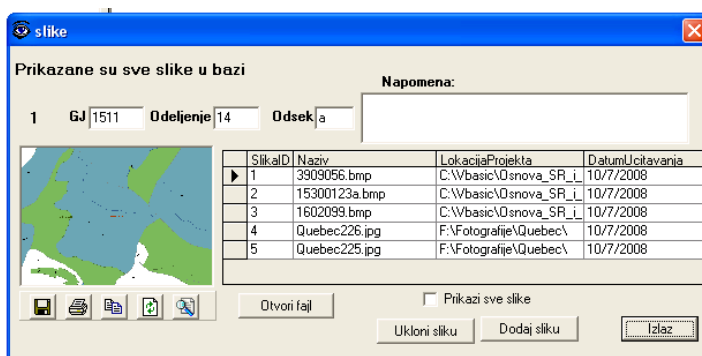 slike
Prikazane su sve slike u bazi
Napomena:
1 GJ 1511 Odeljenje 14 Odsek a
SlikaID Naziv LokacijaProjekta DatumUcitavanja
1 3909056.bmp C:\Vbasic\Osnova_SR_i_ 10/7/2008
2 15300123a.bmp C:\Vbasic\Osnova_SR_i_ 10/7/2008
3 1602099.bmp C:\Vbasic\Osnova_SR_i_ 10/7/2008
4 Quebec226.jpg F:\Fotografije\Quebec\ 10/7/2008
5 Quebec225.jpg F:\Fotografije\Quebec\ 10/7/2008
Otvori fajl
Prikazi sve slike
Ukloni sliku Dodaj sliku Izlaz